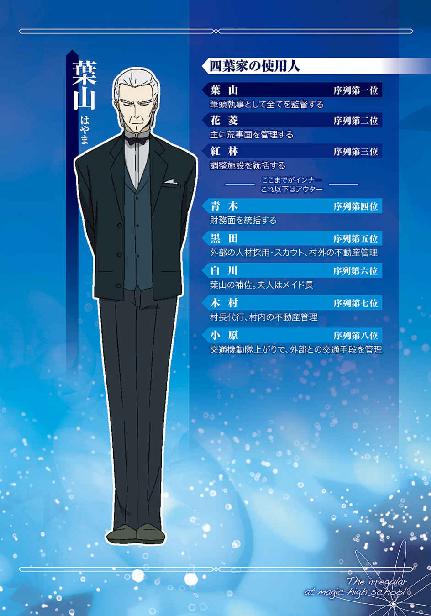 葉山
はやま
四葉家の使用人
葉山 序列第一位
筆頭執事として全てを監督する
花菱 序列第二位
主に荒事面を管理する
紅林 序列第三位
調整施設を統括する
ここまでがインナー
これ以下はアウター
青木 序列第四位
財務面を統括する
黒田 序列第五位
外部の人材採用・スカウト、村外の不動産管理
白川 序列第六位
葉山の補佐。夫人はメイド長
木村 序列第七位
村長代行、村内の不動産管理
小原 序列第八位
交通機動隊上がりで、外部との交通手段を管理
The irregular
at magic high school